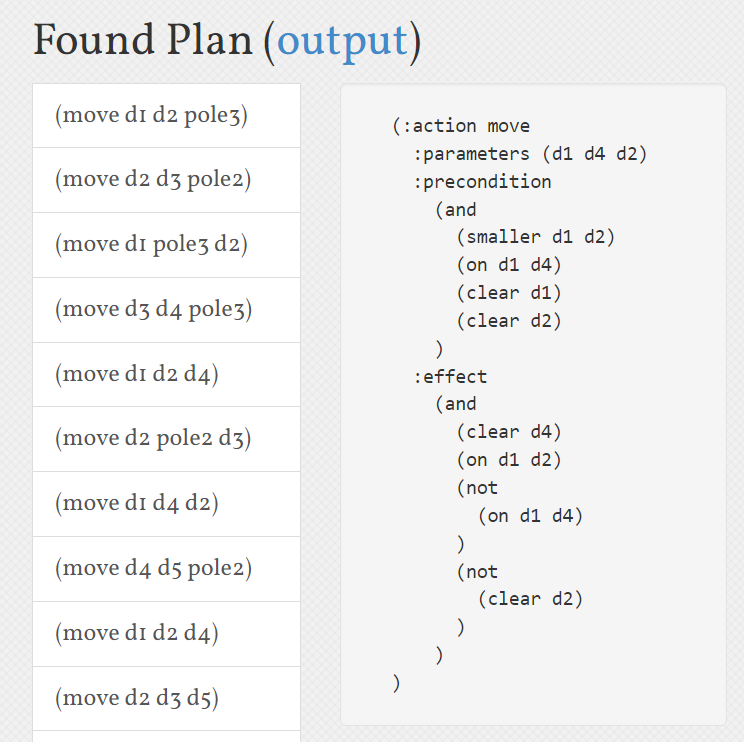 Found Plan (output)
(move d1 d2 pole3)
(move d2 d3 pole2)
(move d1 pole3 d2)
(move d3 d4 pole3)
(move d1 d2 d4)
(move d2 pole2 d3)
(move d1 d4 d2)
(move d4 d5 pole2)
(move d1 d2 d4)
(move d2 d3 d5)
(:action move
  :parameters (d1 d4 d2)
  :precondition
    (and
      (smaller d1 d2)
      (on d1 d4)
      (clear d1)
      (clear d2)
    )
  :effect
    (and
      (clear d4)
      (on d1 d2)
      (not
        (on d1 d4)
      )
      (not
        (clear d2)
      )
    )
)